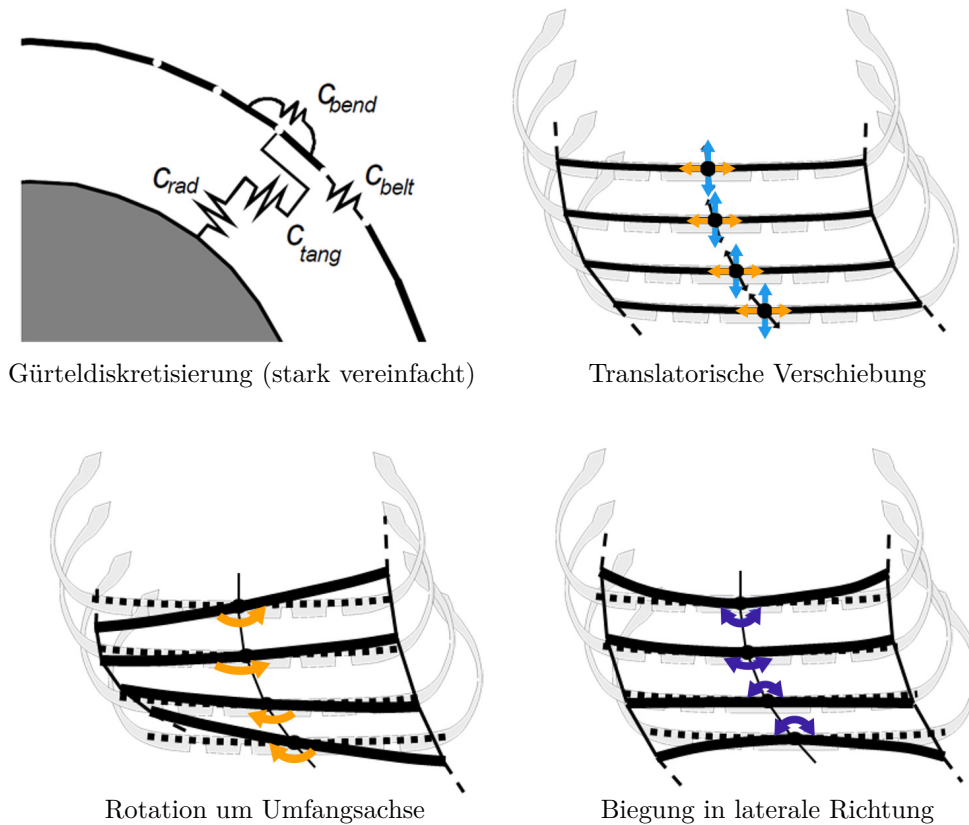 C_bend
C_rad
C_belt
C_tang
Gürteldiskretisierung (stark vereinfacht)
Translatorische Verschiebung
Rotation um Umfangsachse
Biegung in laterale Richtung